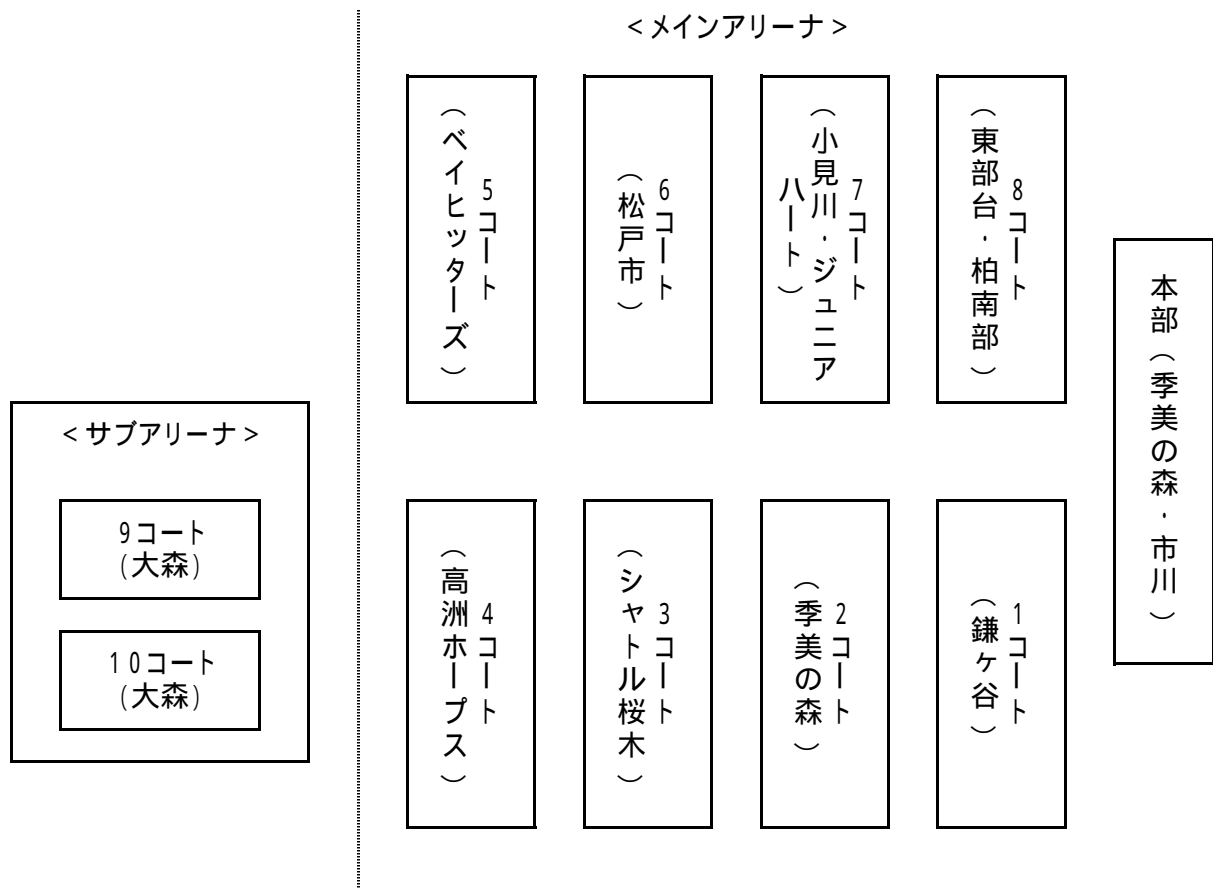 <メインアリーナ>
5コート
(ベイヒッターズ)
6コート
(松戸市)
7コート
(小見川・ジュニア
ハート)
8コート
(東部台・柏南部)
本部(季美の森・市川)
<サブアリーナ>
9コート
(大森)
10コート
(大森)
4コート
(高洲ホープス)
3コート
(シャトル桜木)
2コート
(季美の森)
1コート
(鎌ヶ谷)